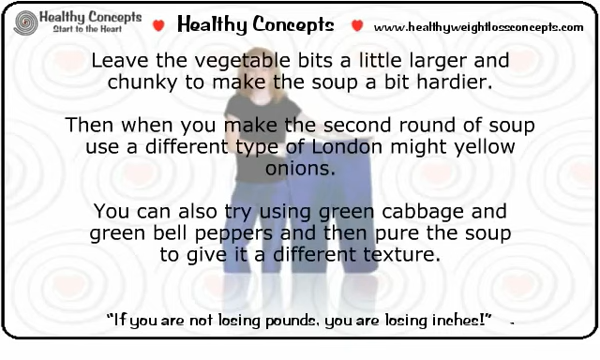 Healthy Concepts
Start to the Heart
Healthy Concepts
www.healthyweightlossconcepts.com
Leave the vegetable bits a little larger and
chunky to make the soup a bit hardier.
Then when you make the second round of soup
use a different type of London might yellow
onions.
You can also try using green cabbage and
green bell peppers and then pure the soup
to give it a different texture.
“If you are not losing pounds, you are losing inches!”